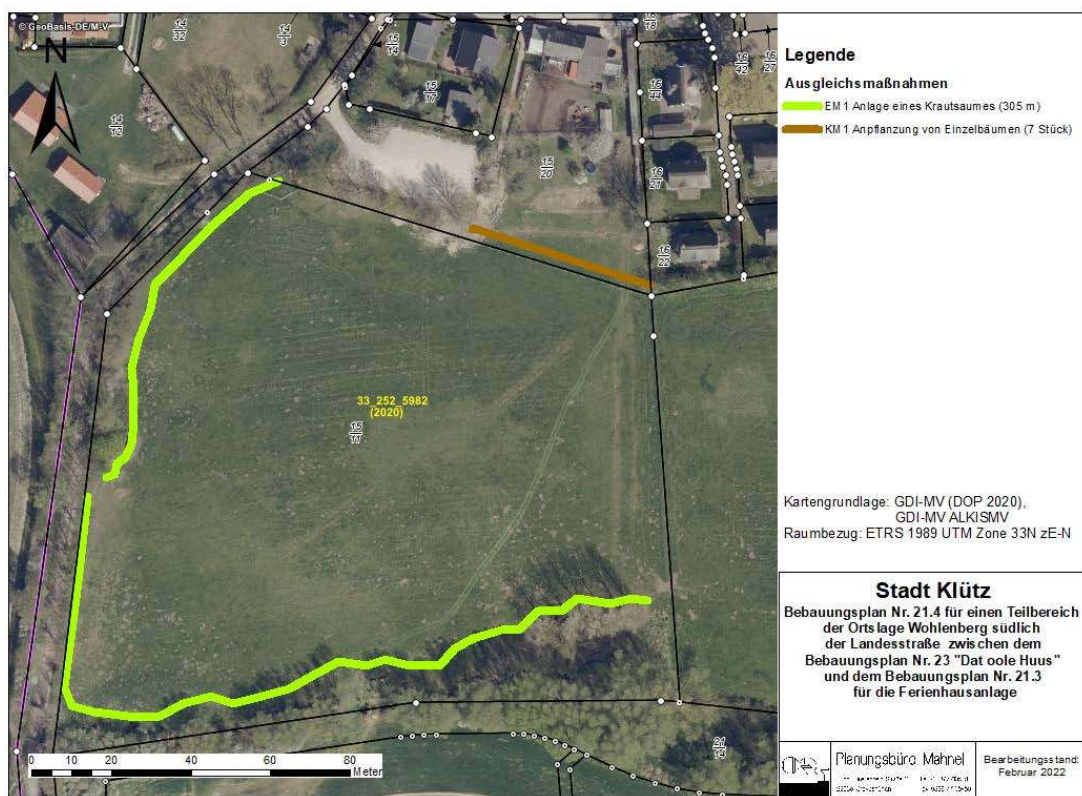 © GeoBasis-DE/M-V
N
33_252_5982
(2020)
15
11
0 5 10 20 40 60 80
Meter
Legende
Ausgleichsmaßnahmen
EM 1 Anlage eines Krautsaumes (305 m)
KM 1 Anpflanzung von Einzelbäumen (7 Stück)
Kartengrundlage: GDI-MV (DOP 2020),
GDI-MV ALKISMV
Raumbezug: ETRS 1989 UTM Zone 33N zE-N
Stadt Klütz
Bebauungsplan Nr. 21.4 für einen Teilbereich
der Ortslage Wohlenberg südlich
der Landesstraße zwischen dem
Bebauungsplan Nr. 23 "Dat oole Huus"
und dem Bebauungsplan Nr. 21.3
für die Ferienhausanlage
Planungsbüro Mahnel
Bearbeitungsstand:
Februar 2022